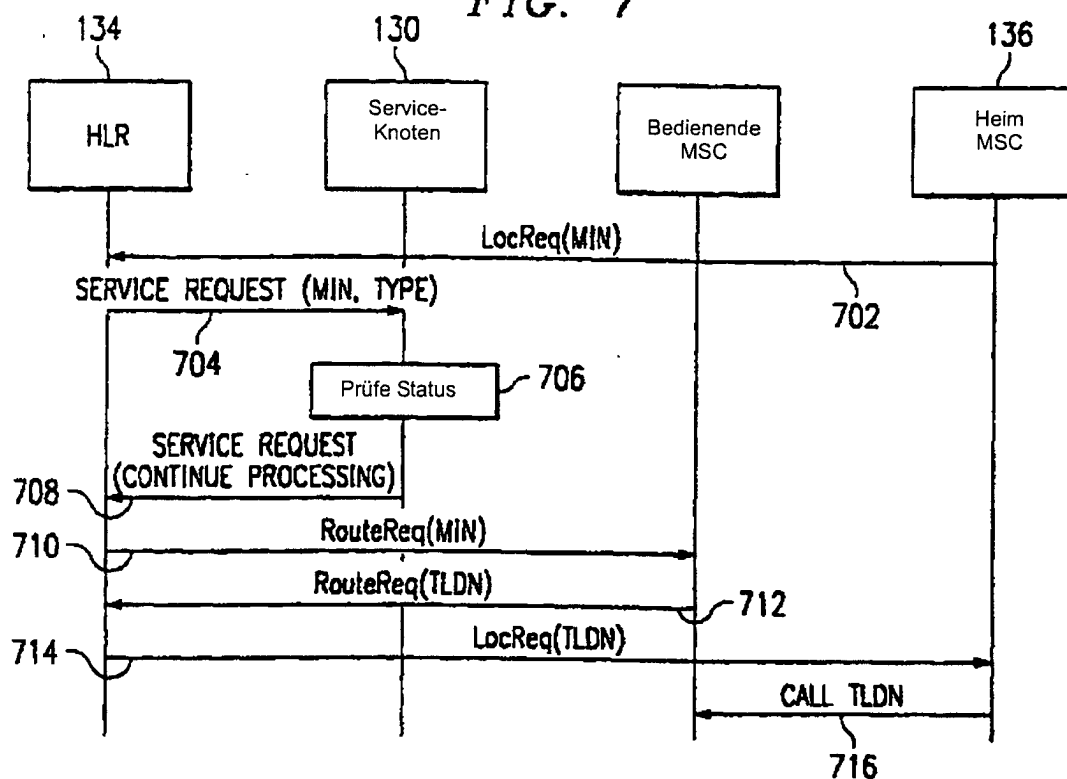 FIG. 7
134
130
136
HLR
Service-
Knoten
Bedienende
MSC
Heim
MSC
LocReq(MIN)
702
SERVICE REQUEST (MIN, TYPE)
704
Prüfe Status
706
SERVICE REQUEST
(CONTINUE PROCESSING)
708
RouteReq(MIN)
710
RouteReq(TLDN)
712
LocReq(TLDN)
714
CALL TLDN
716